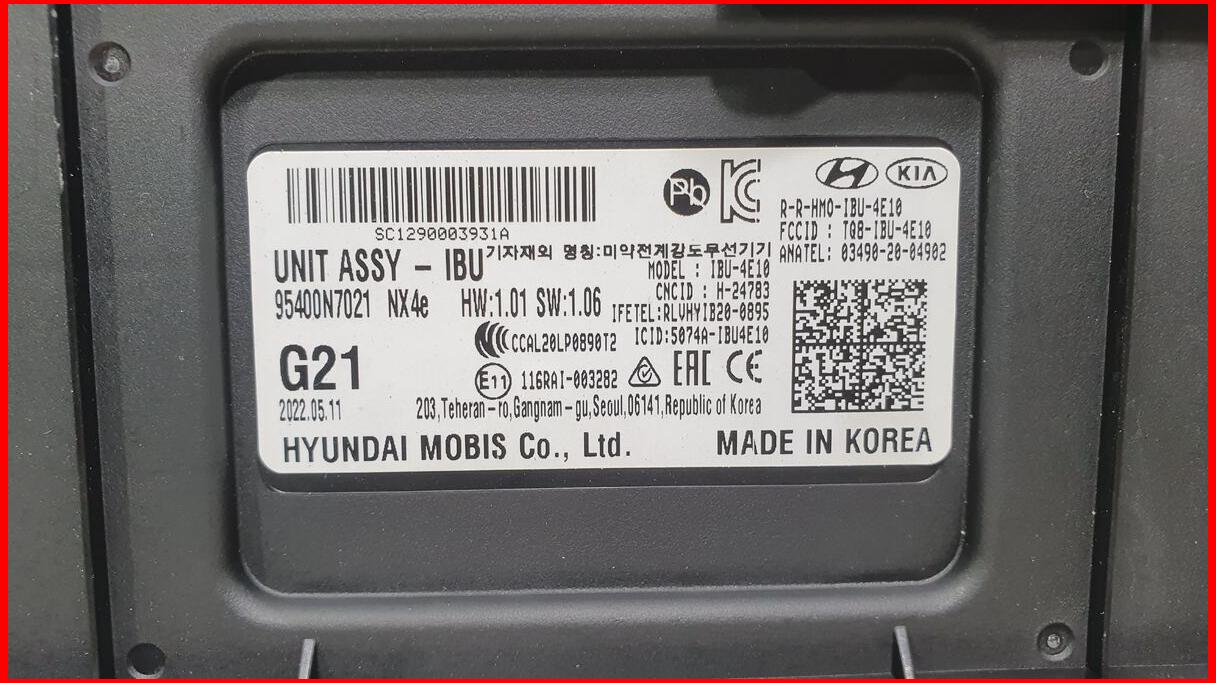 Pb
KC
KIA
SC1290003931A
R-R-HMO-IBU-4E10
FCCID : TQ8-IBU-4E10
ANATEL: 03490-20-04902
UNIT ASSY - IBU
기자재외 명칭:미약전계강도무선기기
MODEL : IBU-4E10
CNCID : H-24783
95400N7021 NX4e HW:1.01 SW:1.06
IFETEL:RLVHYIB20-0895
CCAL20LP0890T2
ICID:5074A-IBU4E10
G21
E11 116RAI-003282 EAC CE
2022.05.11
203,Teheran-ro,Gangnam-gu,Seoul,06141,Republic of Korea
HYUNDAI MOBIS Co., Ltd. MADE IN KOREA